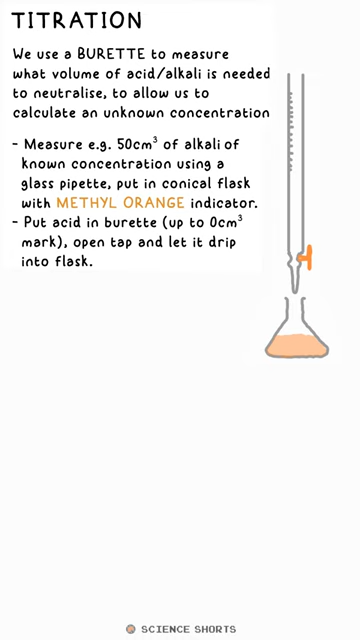 TITRATION
We use a BURETTE to measure
what volume of acid/alkali is needed
to neutralise, to allow us to
calculate an unknown concentration
- Measure e.g. 50cm³ of alkali of
known concentration using a
glass pipette, put in conical flask
with METHYL ORANGE indicator.
- Put acid in burette (up to 0cm³
mark), open tap and let it drip
into flask.
SCIENCE SHORTS